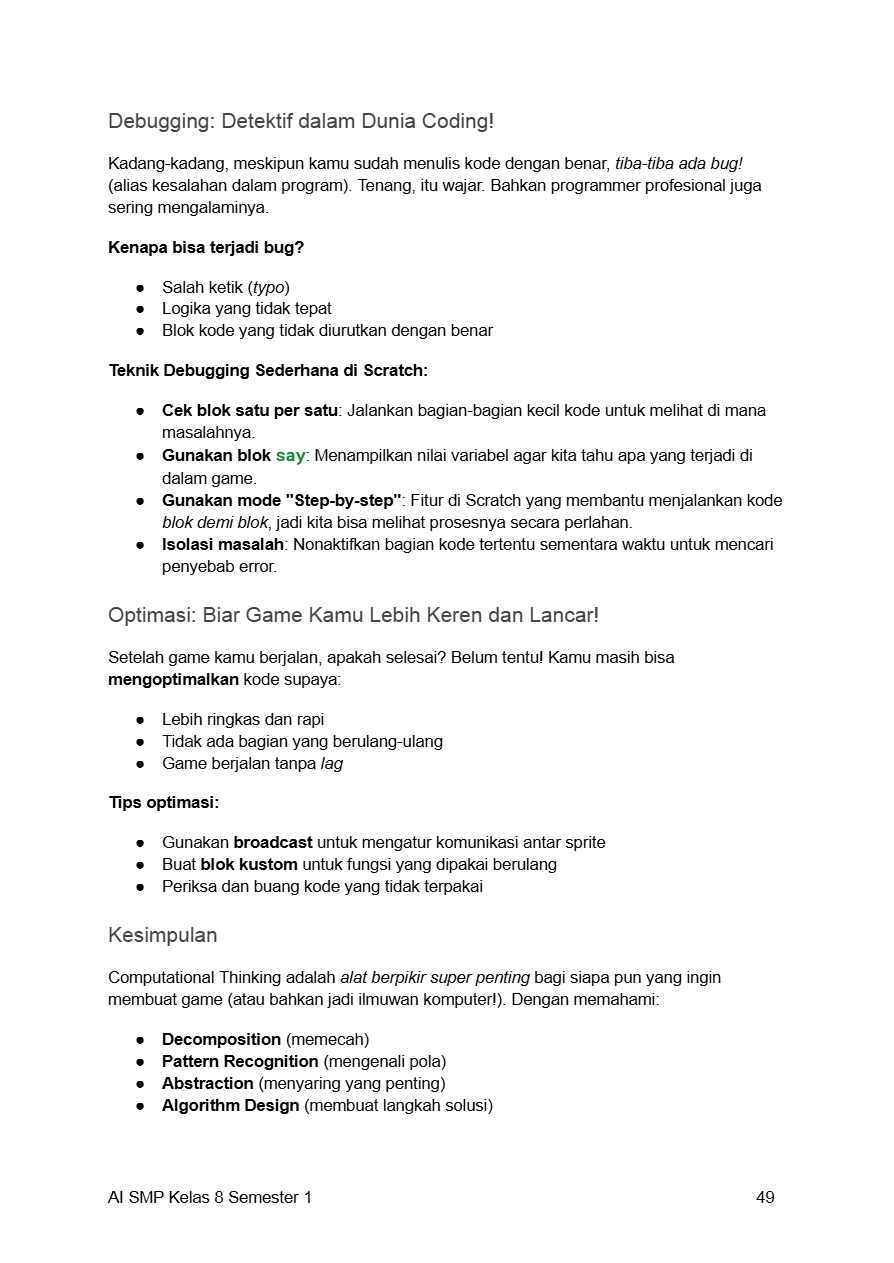 Debugging: Detektif dalam Dunia Coding!
Kadang-kadang, meskipun kamu sudah menulis kode dengan benar, tiba-tiba ada bug!
(alias kesalahan dalam program). Tenang, itu wajar. Bahkan programmer profesional juga
sering mengalaminya.
Kenapa bisa terjadi bug?
● Salah ketik (typo)
● Logika yang tidak tepat
● Blok kode yang tidak diurutkan dengan benar
Teknik Debugging Sederhana di Scratch:
● Cek blok satu per satu: Jalankan bagian-bagian kecil kode untuk melihat di mana
masalahnya.
● Gunakan blok say: Menampilkan nilai variabel agar kita tahu apa yang terjadi di
dalam game.
● Gunakan mode "Step-by-step": Fitur di Scratch yang membantu menjalankan kode
blok demi blok, jadi kita bisa melihat prosesnya secara perlahan.
● Isolasi masalah: Nonaktifkan bagian kode tertentu sementara waktu untuk mencari
penyebab error.
Optimasi: Biar Game Kamu Lebih Keren dan Lancar!
Setelah game kamu berjalan, apakah selesai? Belum tentu! Kamu masih bisa
mengoptimalkan kode supaya:
● Lebih ringkas dan rapi
● Tidak ada bagian yang berulang-ulang
● Game berjalan tanpa lag
Tips optimasi:
● Gunakan broadcast untuk mengatur komunikasi antar sprite
● Buat blok kustom untuk fungsi yang dipakai berulang
● Periksa dan buang kode yang tidak terpakai
Kesimpulan
Computational Thinking adalah alat berpikir super penting bagi siapa pun yang ingin
membuat game (atau bahkan jadi ilmuwan komputer!). Dengan memahami:
● Decomposition (memecah)
● Pattern Recognition (mengenali pola)
● Abstraction (menyaring yang penting)
● Algorithm Design (membuat langkah solusi)
AI SMP Kelas 8 Semester 1 49